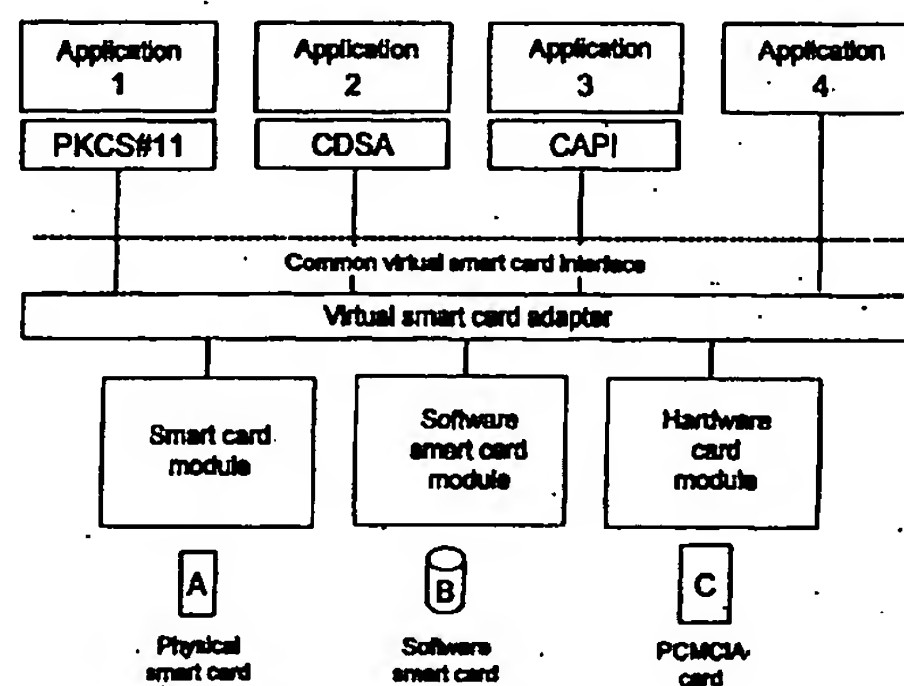 Application
1
Application
2
Application
3
Application
4
PKCS#11
CDSA
CAPI
Common virtual smart card interface
Virtual smart card adapter
Smart card
module
Software
smart card
module
Hardware
card
module
A
B
C
Physical
smart card
Software
smart card
PCMCIA
card